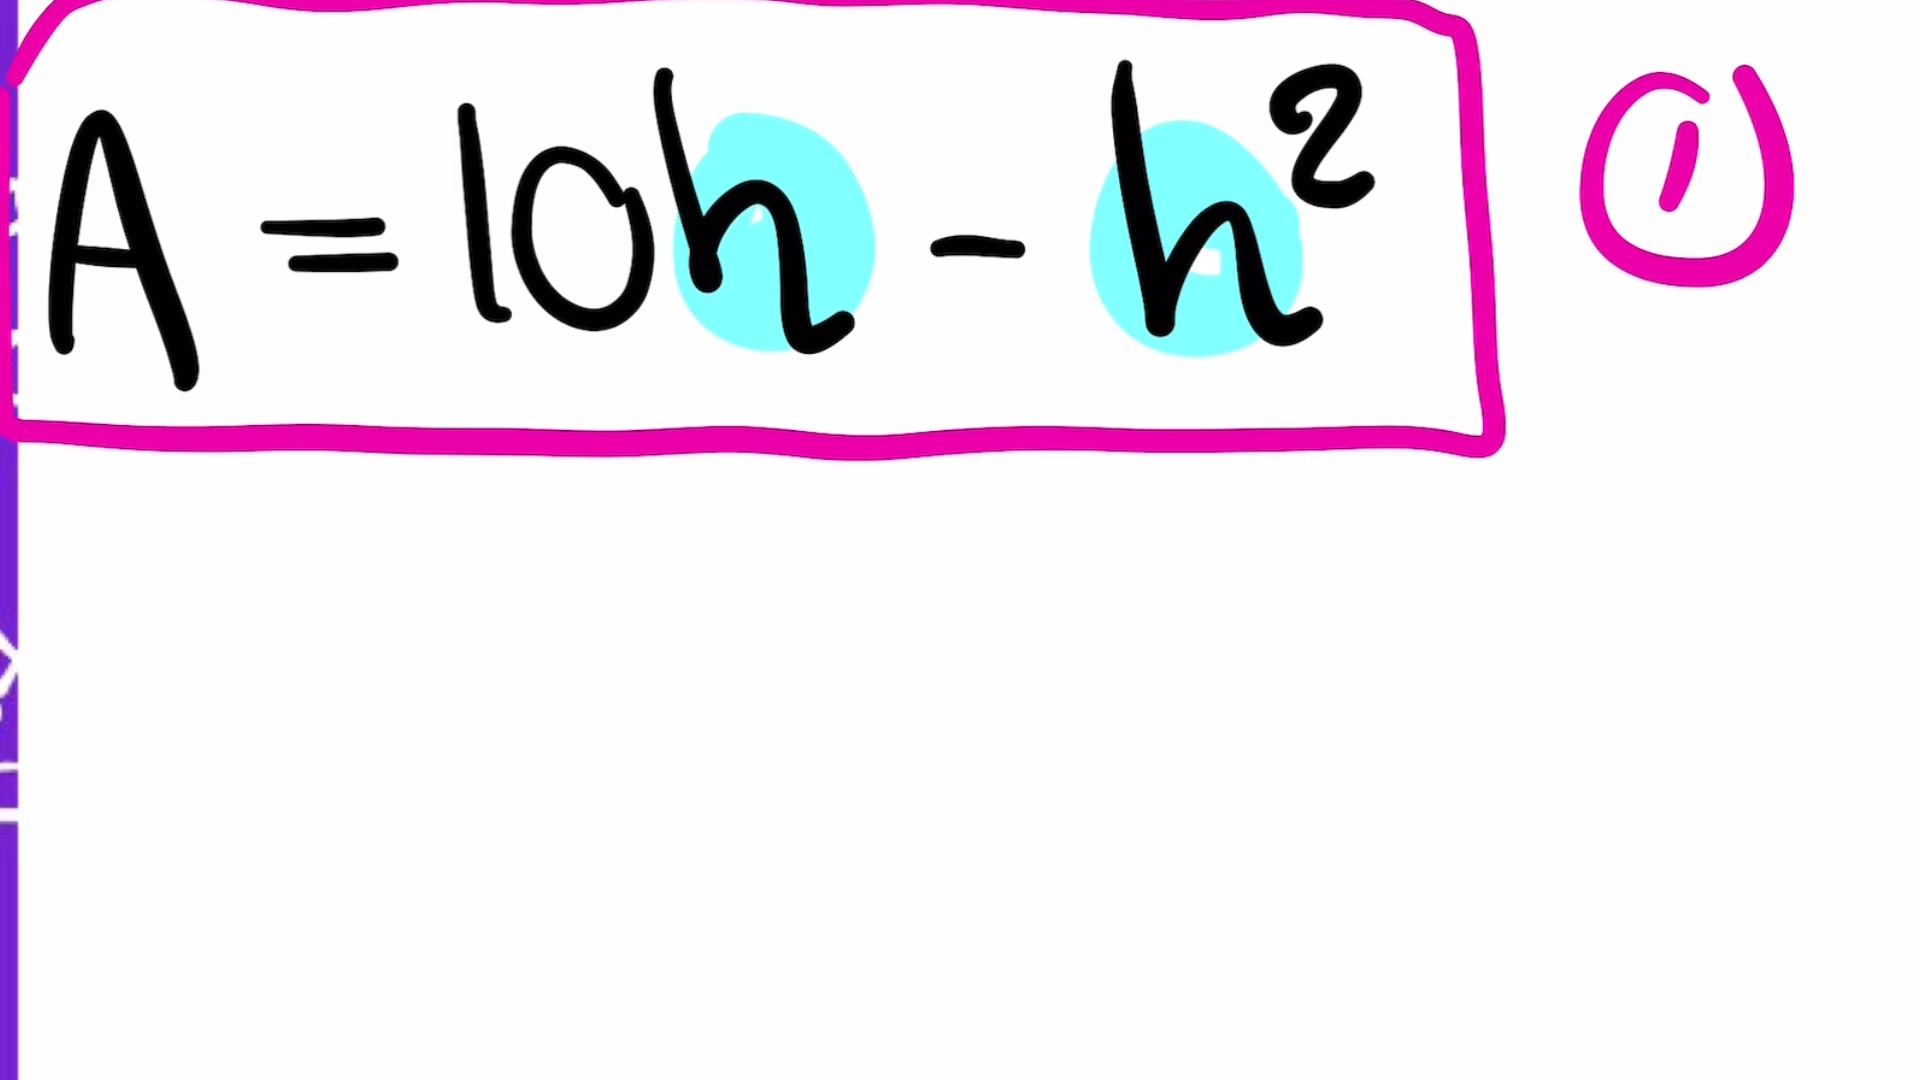 A = 10h - h² ①